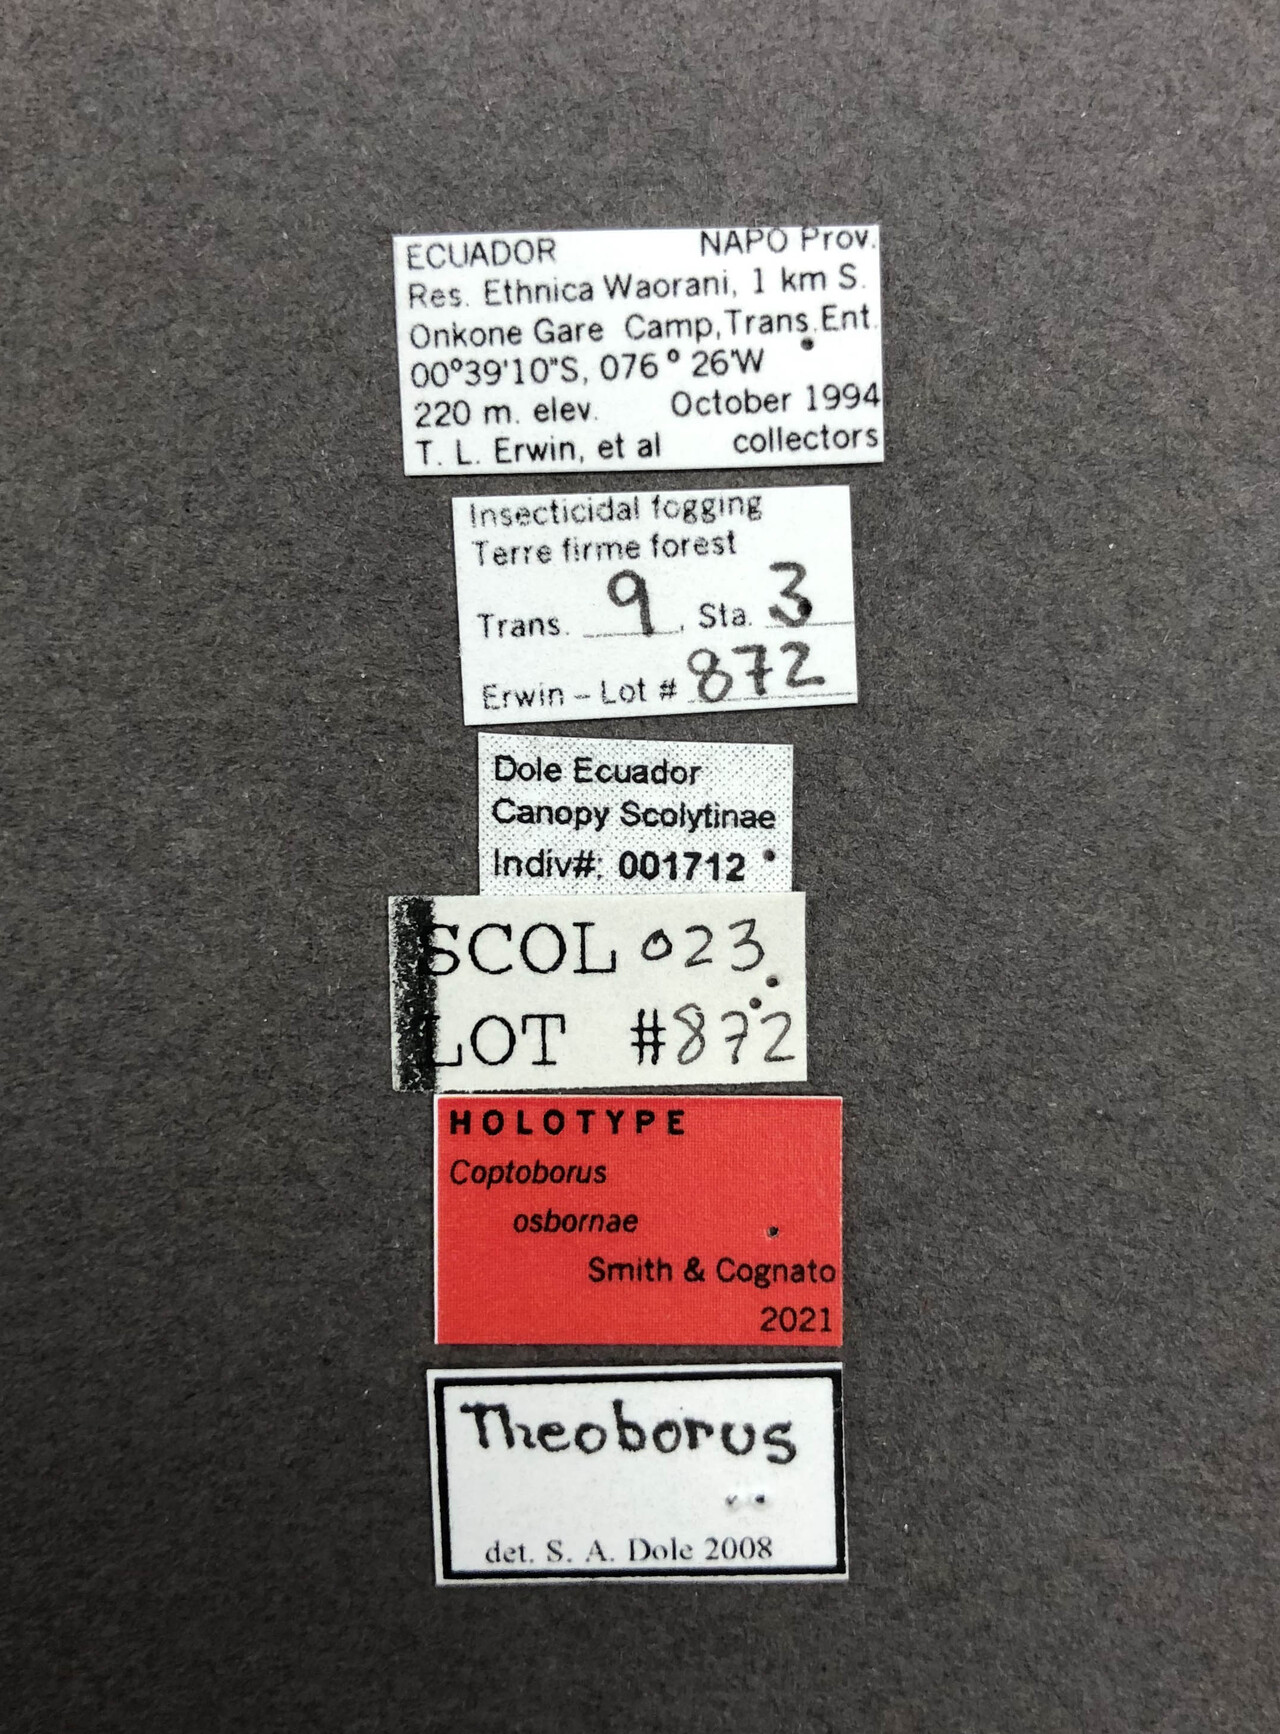 ECUADOR NAPO Prov.
Res. Ethnica Waorani, 1 km S.
Onkone Gare Camp, Trans. Ent.
00°39'10"S, 076° 26'W
220 m. elev. October 1994
T. L. Erwin, et al collectors
Insecticidal fogging
Terre firme forest
Trans. 9, Sta. 3
Erwin – Lot # 872
Dole Ecuador
Canopy Scolytinae
Indiv#: 001712
SCOL 023
LOT #872
HOLOTYPE
Coptoborus
osbornae
Smith & Cognato
2021
Theoborus
det. S. A. Dole 2008